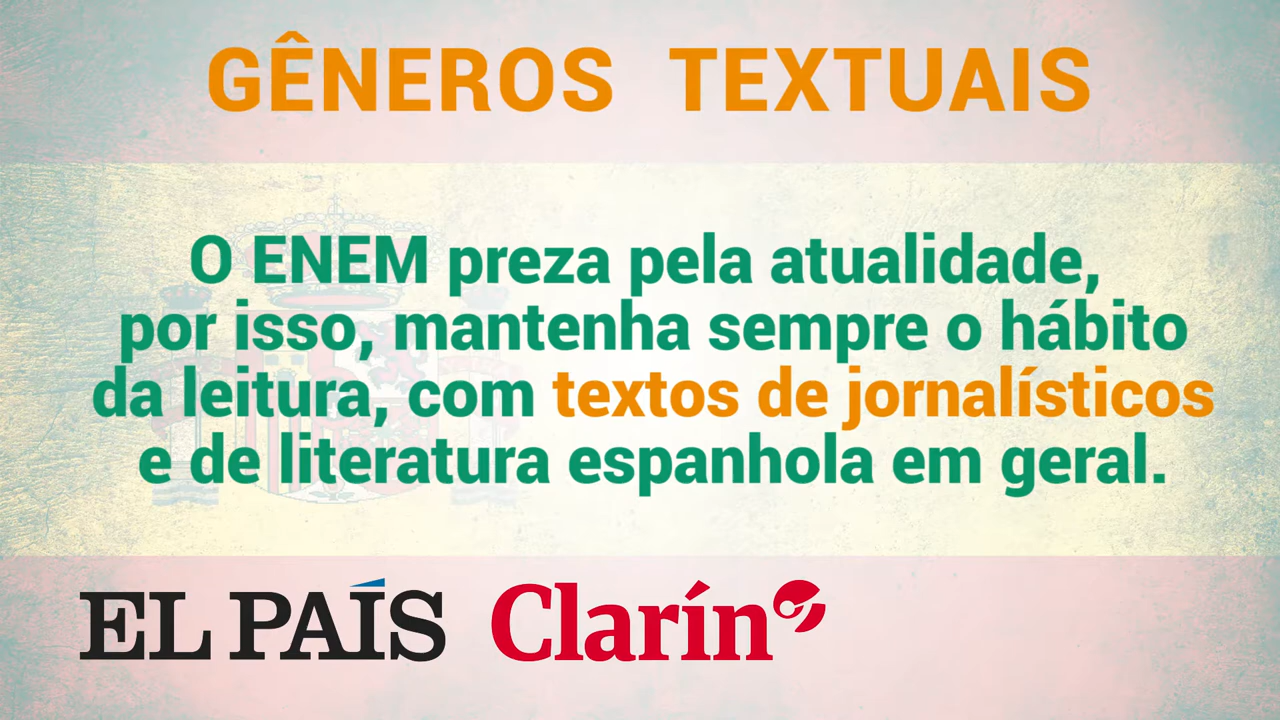 GÊNEROS TEXTUAIS
O ENEM preza pela atualidade,
por isso, mantenha sempre o hábito
da leitura, com textos de jornalísticos
e de literatura espanhola em geral.
EL PAÍS Clarín